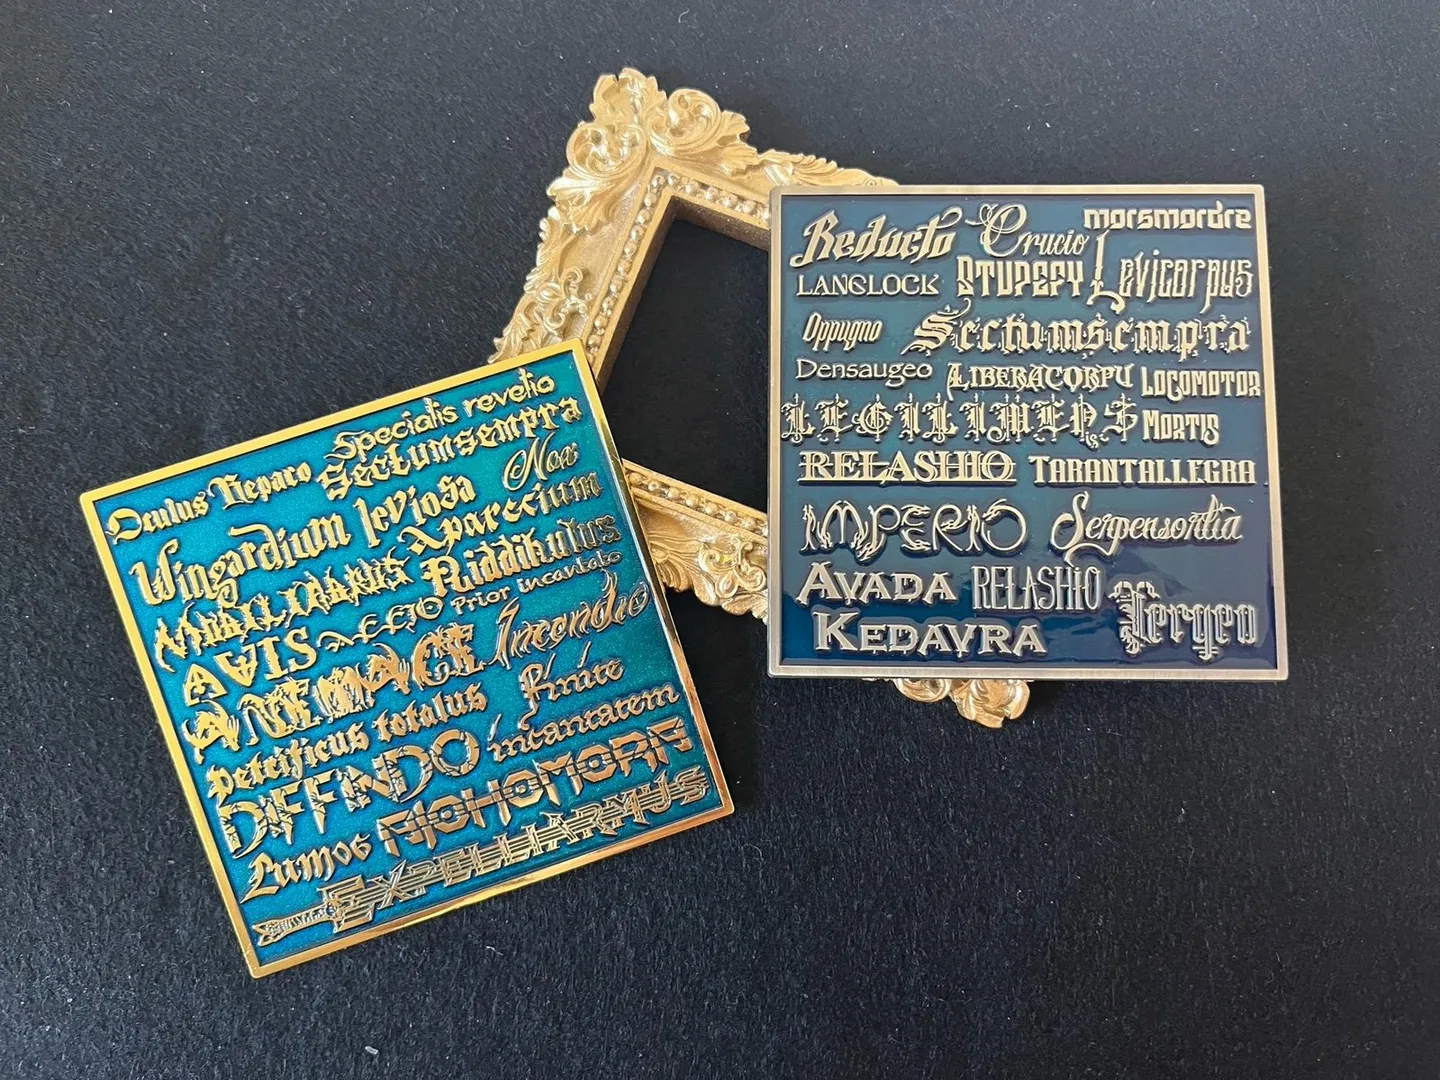 Oculus Reparo Specialis revelio
Sectumsempra
Wingardium leviosa Nox
Mobiliarbus Aparecium
Avis Accio Riddikulus
Prior incantato
Incendio
Petrificus totalus Finite
Diffindo incantatem
Lumos Alohomora
Expelliarmus
Reducto Crucio morsmordre
LANGLOCK STUPEFY Levicorpus
Oppugno Sectumsempra
Densaugeo LIBERACORPU LOCOMOTOR
LEGILIMENS MORTIS
RELASHIO TARANTALLEGRA
IMPERIO Serpensortia
AVADA RELASHIO Fergeo
KEDAVRA